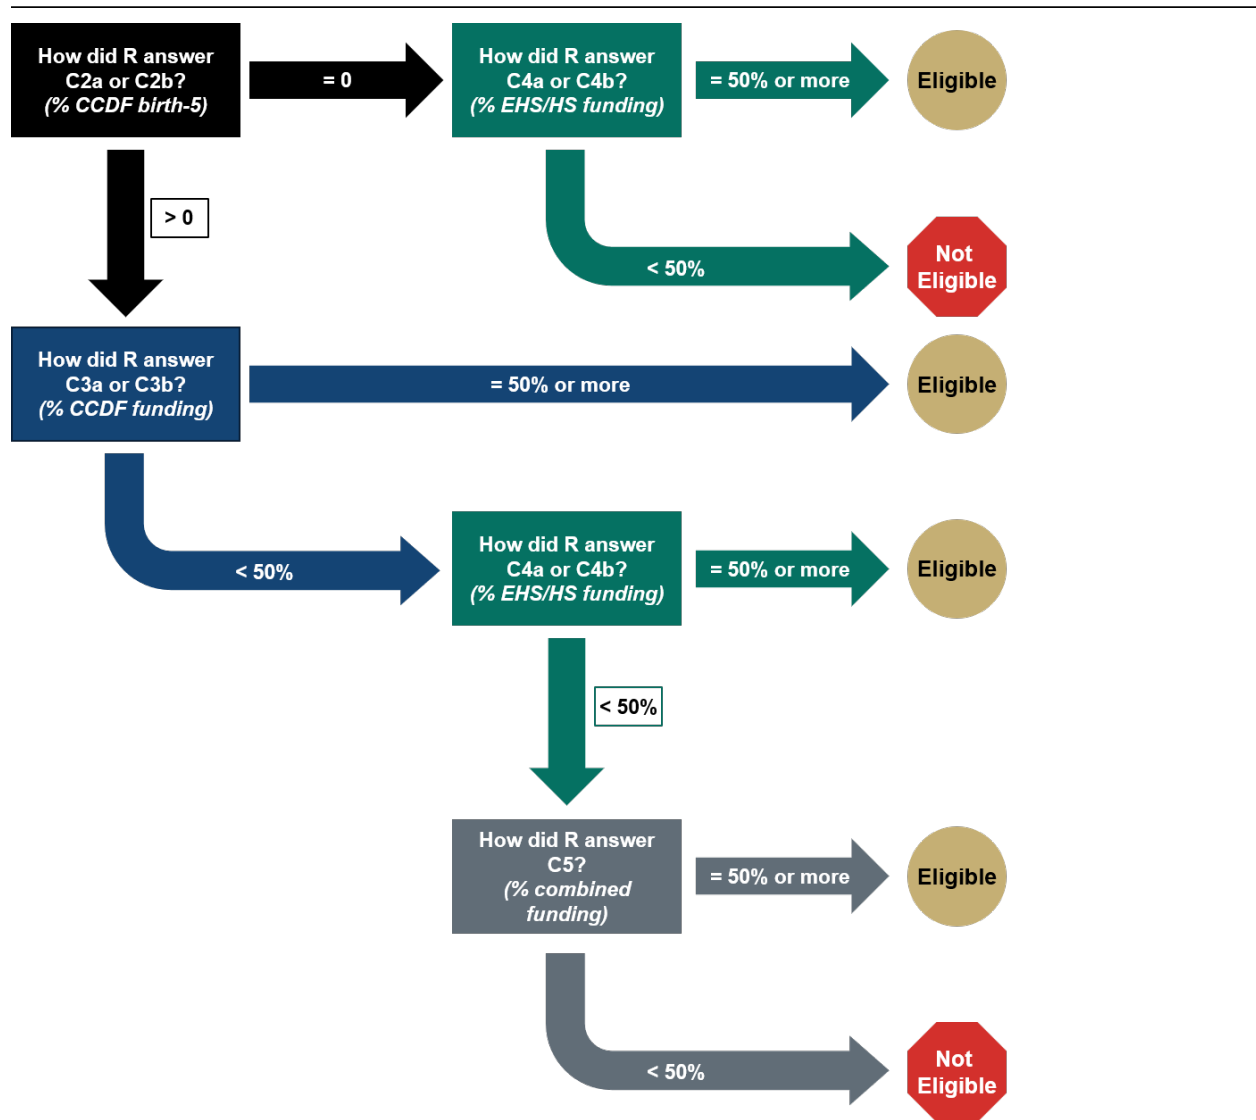 How did R answer
C2a or C2b?
(% CCDF birth-5)
= 0
How did R answer
C4a or C4b?
(% EHS/HS funding)
= 50% or more
Eligible
> 0
< 50%
Not
Eligible
How did R answer
C3a or C3b?
(% CCDF funding)
= 50% or more
Eligible
< 50%
How did R answer
C4a or C4b?
(% EHS/HS funding)
= 50% or more
Eligible
< 50%
How did R answer
C5?
(% combined
funding)
= 50% or more
Eligible
< 50%
Not
Eligible